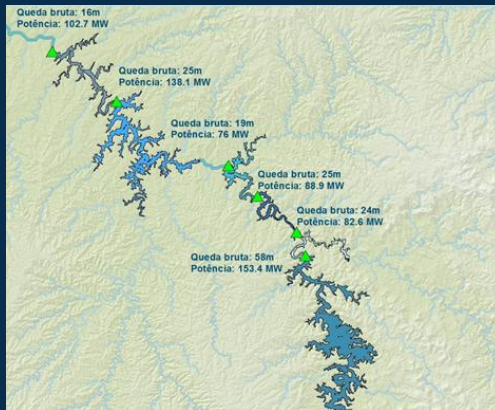 Queda bruta: 16m
Potência: 102.7 MW
Queda bruta: 25m
Potência: 138.1 MW
Queda bruta: 19m
Potência: 76 MW
Queda bruta: 25m
Potência: 88.9 MW
Queda bruta: 24m
Potência: 82.6 MW
Queda bruta: 58m
Potência: 153.4 MW